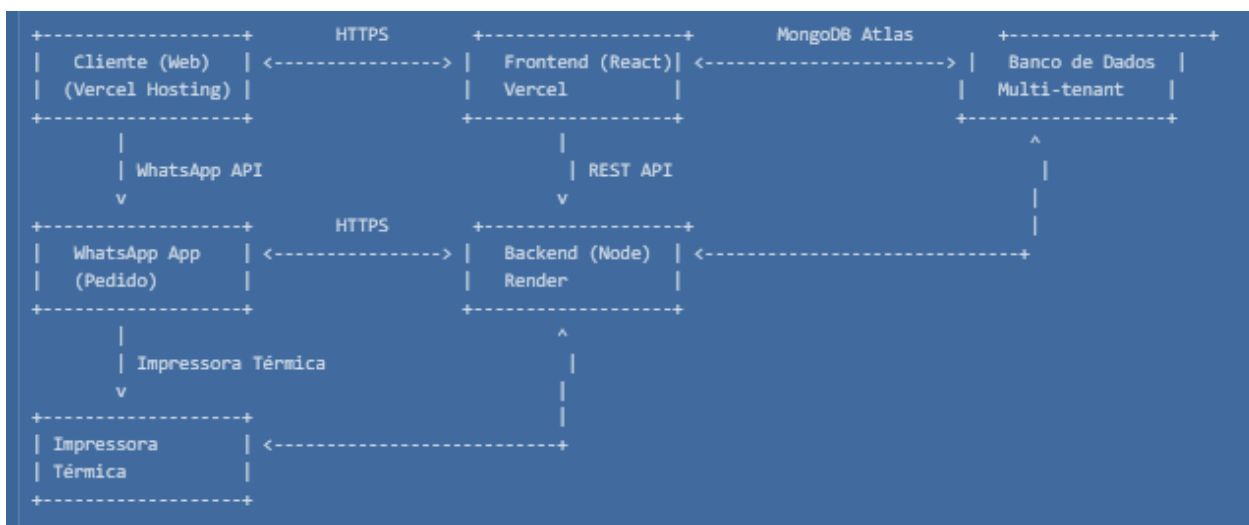 +-------------------+        HTTPS        +-------------------+        MongoDB Atlas        +-------------------+
|   Cliente (Web)   | <----------------> |   Frontend (React)| <-----------------------> |   Banco de Dados  |
|  (Vercel Hosting) |                    |   Vercel          |                           |  Multi-tenant    |
+-------------------+                    +-------------------+                           +-------------------+
        |                                         |                                            ^
        | WhatsApp API                             | REST API                                   |
        v                                         v                                            |
+-------------------+        HTTPS        +-------------------+                                |
|   WhatsApp App    | <----------------> |   Backend (Node)  | <------------------------------+
|   (Pedido)        |                    |   Render          |
+-------------------+                    +-------------------+
        |                                         ^
        | Impressora Térmica                       |
        v                                         |
+-------------------+                             |
| Impressora        | <---------------------------+
| Térmica           |
+-------------------+